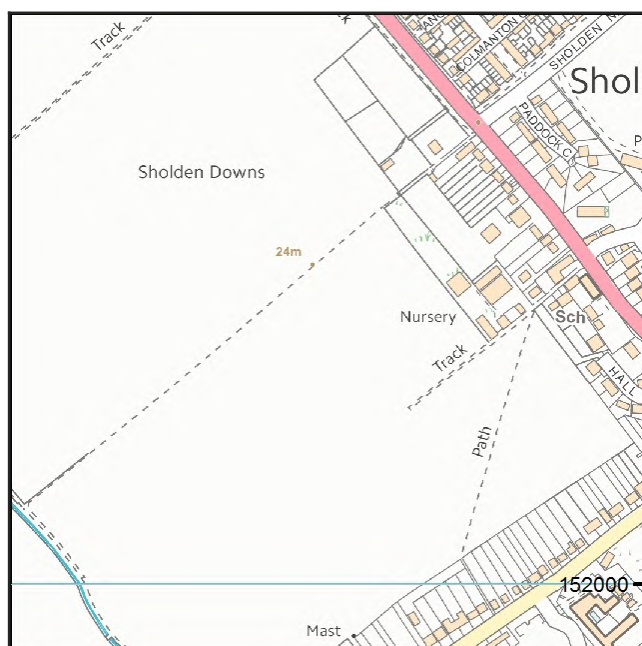 Track
COLMANTON
SHOLDEN
Shol
PADDOCK
Sholden Downs
24m
Nursery
Sch
Track
HALL
Path
152000
Mast